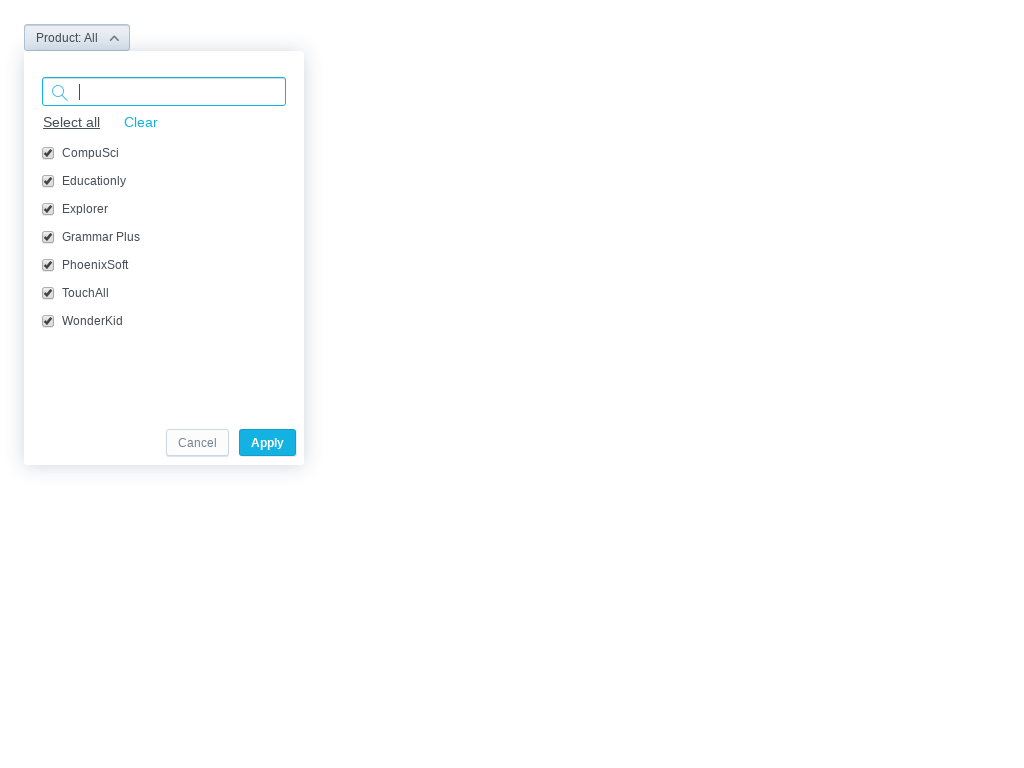 Product: All
Select all Clear
CompuSci
Educationly
Explorer
Grammar Plus
PhoenixSoft
TouchAll
WonderKid
Cancel Apply